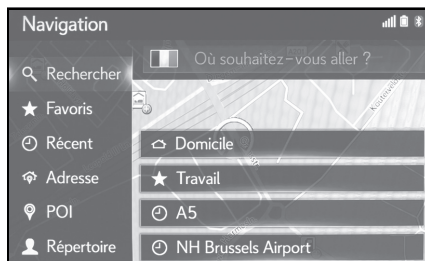 Navigation
Où souhaitez-vous aller ?
Rechercher
Favoris
Récent
Adresse
POI
Répertoire
Domicile
Travail
A5
NH Brussels Airport